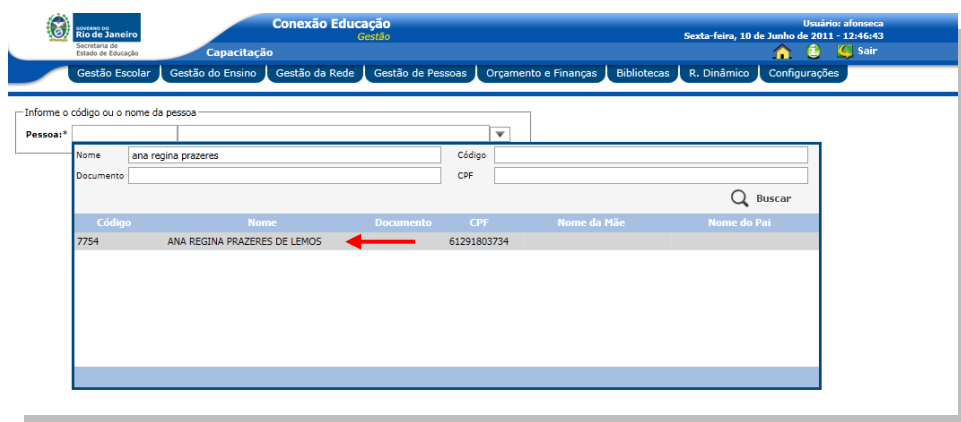 GOVERNO DO
Rio de Janeiro
Secretaria de
Estado de Educação
Conexão Educação
Gestão
Capacitação
Usuário: afonseca
Sexta-feira, 10 de Junho de 2011 - 12:46:43
Sair
Gestão Escolar Gestão do Ensino Gestão da Rede Gestão de Pessoas Orçamento e Finanças Bibliotecas R. Dinâmico Configurações
Informe o código ou o nome da pessoa
Pessoa:*
Nome ana regina prazeres Código
Documento CPF
Buscar
Código Nome Documento CPF Nome da Mãe Nome do Pai
7754 ANA REGINA PRAZERES DE LEMOS 61291803734